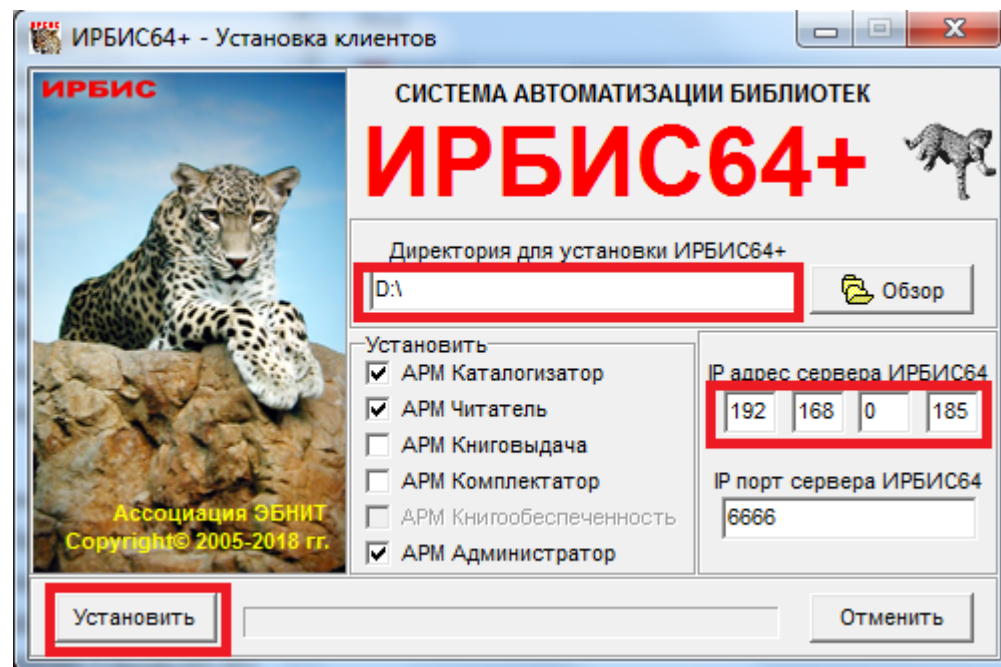 ИРБИС64+ - Установка клиентов
ИРБИС
СИСТЕМА АВТОМАТИЗАЦИИ БИБЛИОТЕК
ИРБИС64+
Директория для установки ИРБИС64+
D:\
Обзор
Установить
АРМ Каталогизатор
АРМ Читатель
АРМ Книговыдача
АРМ Комплектатор
АРМ Книгообеспеченность
АРМ Администратор
IP адрес сервера ИРБИС64
192 168 0 185
IP порт сервера ИРБИС64
6666
Ассоциация ЭБНИТ
Copyright© 2005-2018 гг.
Установить
Отменить